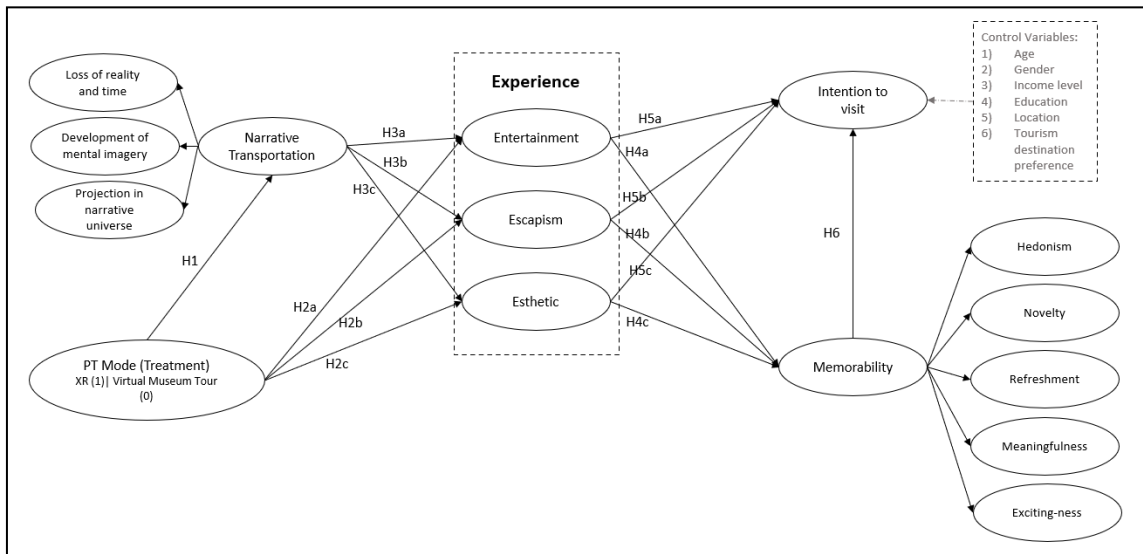 Loss of reality
and time
Development of
mental imagery
Projection in
narrative
universe
Narrative
Transportation
H1
PT Mode (Treatment)
XR (1)| Virtual Museum Tour
(0)
H3a
H3b
H3c
H2a
H2b
H2c
Experience
Entertainment
Escapism
Esthetic
H5a
H4a
H5b
H4b
H5c
H4c
Intention to
visit
H6
Memorability
Control Variables:
1) Age
2) Gender
3) Income level
4) Education
5) Location
6) Tourism
destination
preference
Hedonism
Novelty
Refreshment
Meaningfulness
Exciting-ness